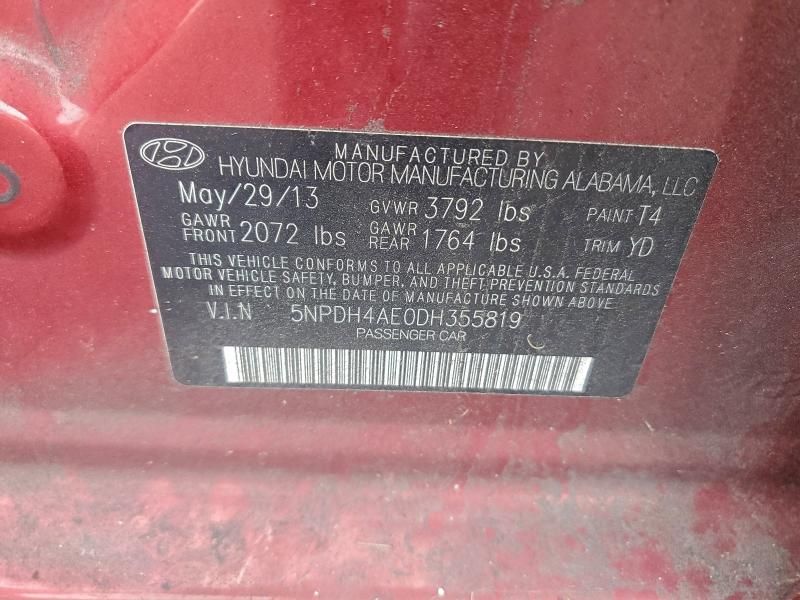 MANUFACTURED BY
HYUNDAI MOTOR MANUFACTURING ALABAMA, LLC
May/29/13 GVWR 3792 lbs PAINT T4
GAWR FRONT 2072 lbs GAWR REAR 1764 lbs TRIM YD
THIS VEHICLE CONFORMS TO ALL APPLICABLE U.S.A. FEDERAL
MOTOR VEHICLE SAFETY, BUMPER, AND THEFT PREVENTION STANDARDS
IN EFFECT ON THE DATE OF MANUFACTURE SHOWN ABOVE.
V.I.N 5NPDH4AE0DH355819
PASSENGER CAR